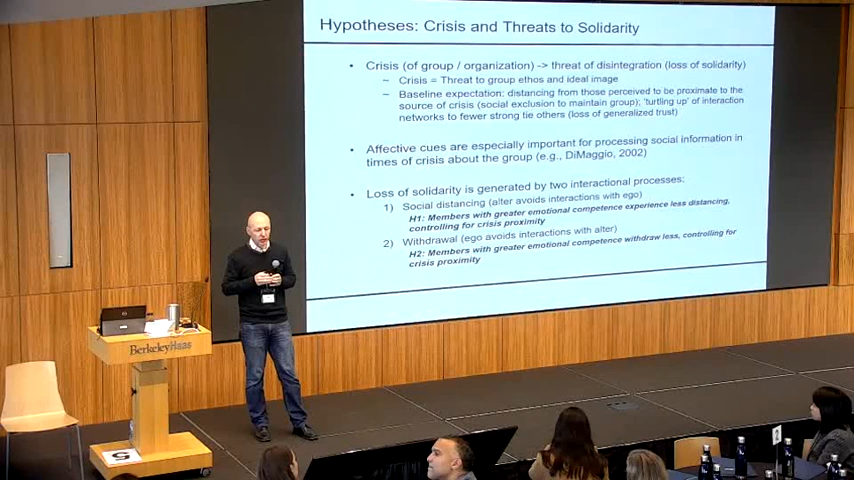 Hypotheses: Crisis and Threats to Solidarity
• Crisis (of group / organization) -> threat of disintegration (loss of solidarity)
– Crisis = Threat to group ethos and ideal image
– Baseline expectation: distancing from those perceived to be proximate to the
source of crisis (social exclusion to maintain group); 'turtling up' of interaction
networks to fewer strong tie others (loss of generalized trust)
• Affective cues are especially important for processing social information in
times of crisis about the group (e.g., DiMaggio, 2002)
• Loss of solidarity is generated by two interactional processes:
1) Social distancing (alter avoids interactions with ego)
H1: Members with greater emotional competence experience less distancing,
controlling for crisis proximity
2) Withdrawal (ego avoids interactions with alter)
H2: Members with greater emotional competence withdraw less, controlling for
crisis proximity
BerkeleyHaas
5